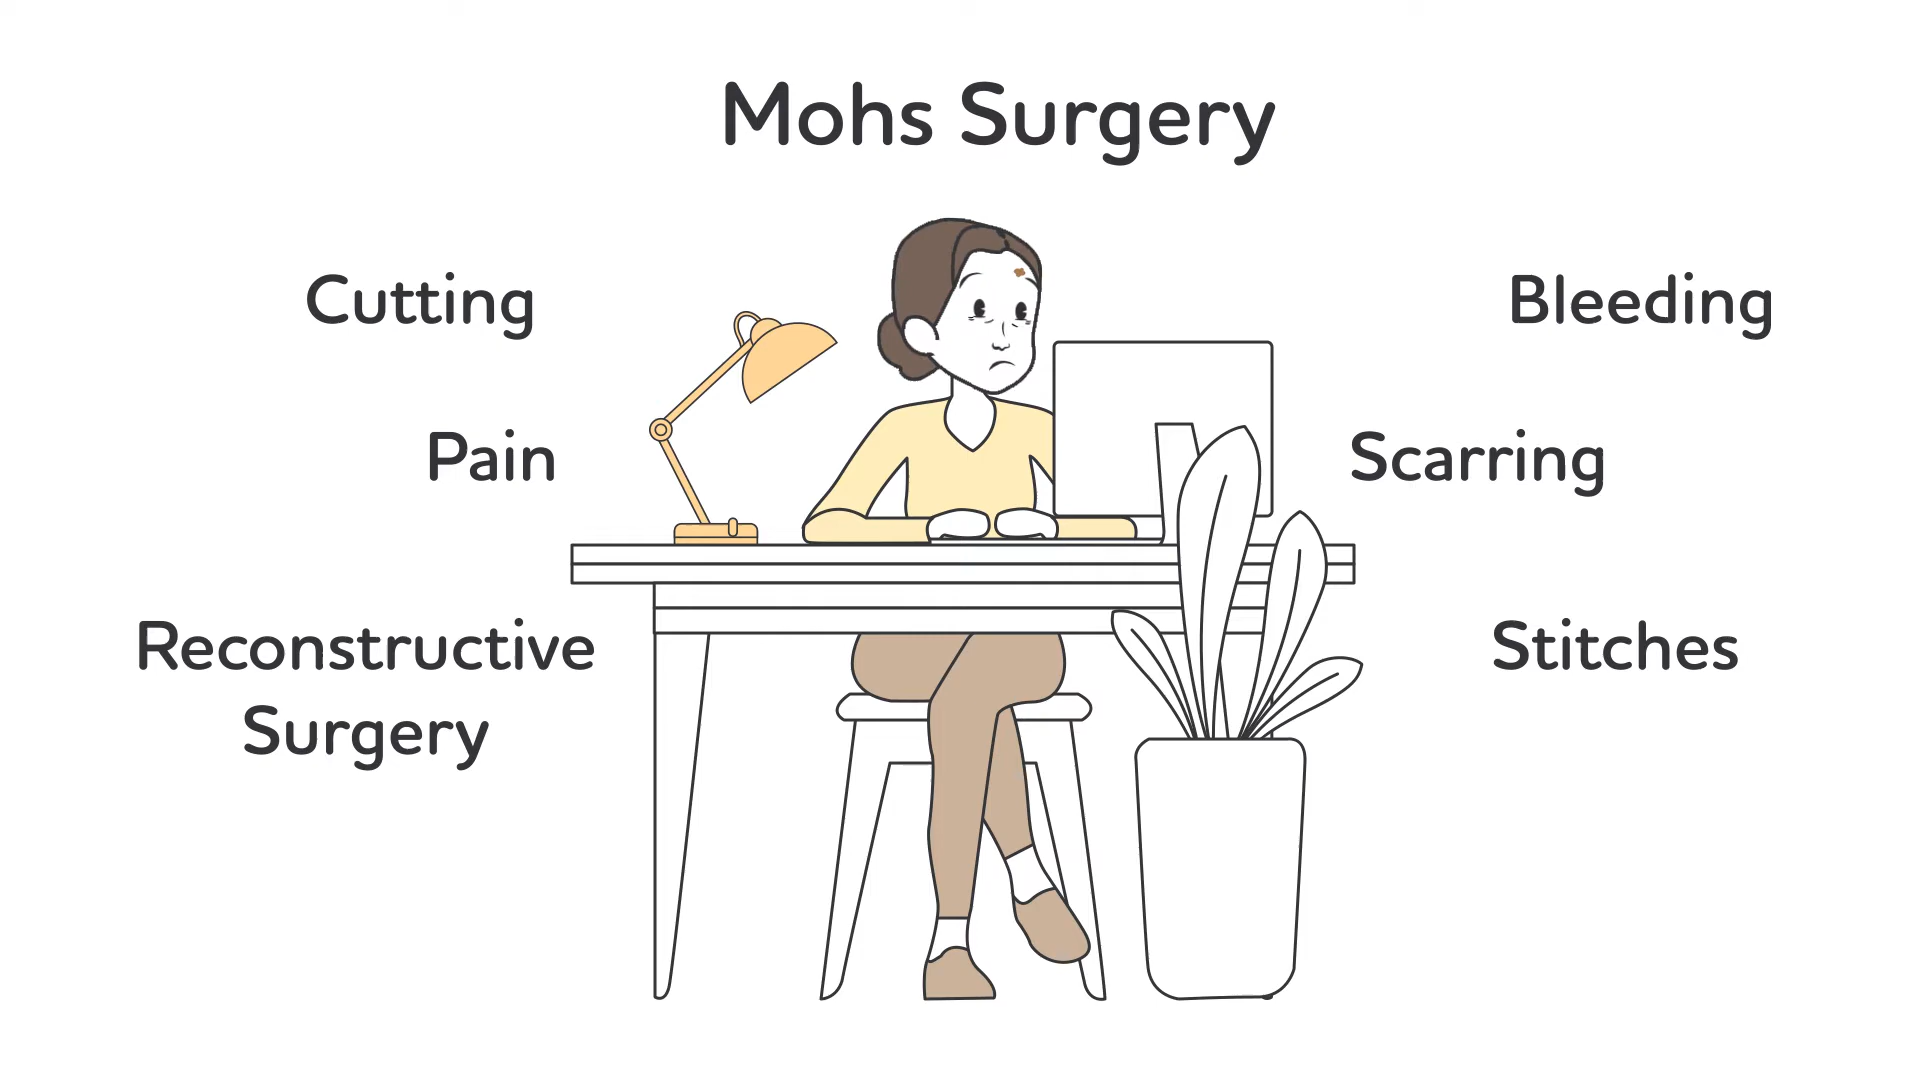 Mohs Surgery
Cutting
Bleeding
Pain
Scarring
Reconstructive
Surgery
Stitches